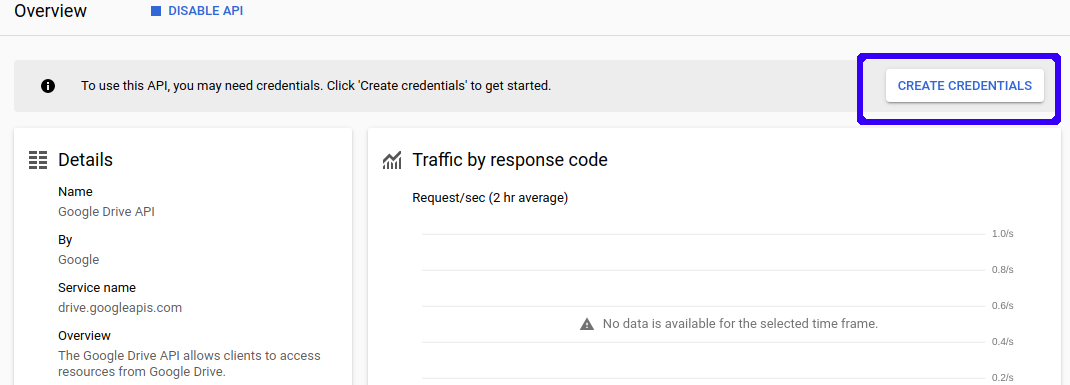 Overview
DISABLE API
To use this API, you may need credentials. Click 'Create credentials' to get started.
CREATE CREDENTIALS
Details
Name
Google Drive API
By
Google
Service name
drive.googleapis.com
Overview
The Google Drive API allows clients to access
resources from Google Drive.
Traffic by response code
Request/sec (2 hr average)
1.0/s
0.8/s
0.6/s
No data is available for the selected time frame.
0.4/s
0.2/s